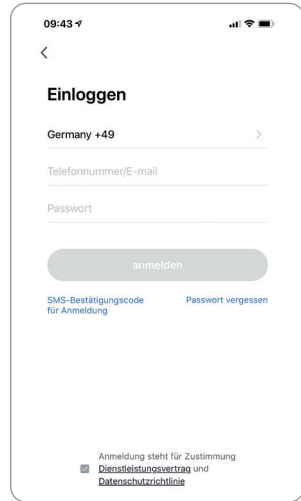 09:43
Einloggen
Germany +49
Telefonnummer/E-mail
Passwort
anmelden
SMS-Bestätigungscode
für Anmeldung
Passwort vergessen
Anmeldung steht für Zustimmung
Dienstleistungsvertrag und
Datenschutzrichtlinie